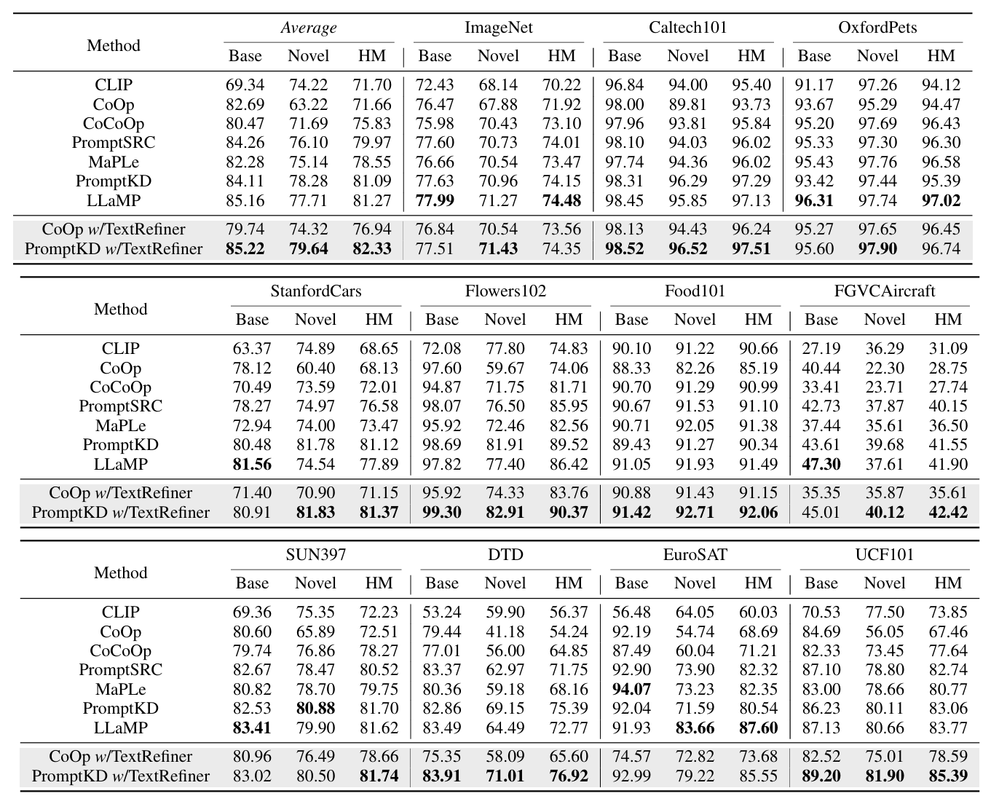 Method Average ImageNet Caltech101 OxfordPets
Base Novel HM Base Novel HM Base Novel HM Base Novel HM
CLIP 69.34 74.22 71.70 72.43 68.14 70.22 96.84 94.00 95.40 91.17 97.26 94.12
CoOp 82.69 63.22 71.66 76.47 67.88 71.92 98.00 89.81 93.73 93.67 95.29 94.47
CoCoOp 80.47 71.69 75.83 75.98 70.43 73.10 97.96 93.81 95.84 95.20 97.69 96.43
PromptSRC 84.26 76.10 79.97 77.60 70.73 74.01 98.10 94.03 96.02 95.33 97.30 96.30
MaPLe 82.28 75.14 78.55 76.66 70.54 73.47 97.74 94.36 96.02 95.43 97.76 96.58
PromptKD 84.11 78.28 81.09 77.63 70.96 74.15 98.31 96.29 97.29 93.42 97.44 95.39
LLaMP 85.16 77.71 81.27 77.99 71.27 74.48 98.45 95.85 97.13 96.31 97.74 97.02
CoOp w/TextRefiner 79.74 74.32 76.94 76.84 70.54 73.56 98.13 94.43 96.24 95.27 97.65 96.45
PromptKD w/TextRefiner 85.22 79.64 82.33 77.51 71.43 74.35 98.52 96.52 97.51 95.60 97.90 96.74
Method StanfordCars Flowers102 Food101 FGVCAircraft
Base Novel HM Base Novel HM Base Novel HM Base Novel HM
CLIP 63.37 74.89 68.65 72.08 77.80 74.83 90.10 91.22 90.66 27.19 36.29 31.09
CoOp 78.12 60.40 68.13 97.60 59.67 74.06 88.33 82.26 85.19 40.44 22.30 28.75
CoCoOp 70.49 73.59 72.01 94.87 71.75 81.71 90.70 91.29 90.99 33.41 23.71 27.74
PromptSRC 78.27 74.97 76.58 98.07 76.50 85.95 90.67 91.53 91.10 42.73 37.87 40.15
MaPLe 72.94 74.00 73.47 95.92 72.46 82.56 90.71 92.05 91.38 37.44 35.61 36.50
PromptKD 80.48 81.78 81.12 98.69 81.91 89.52 89.43 91.27 90.34 43.61 39.68 41.55
LLaMP 81.56 74.54 77.89 97.82 77.40 86.42 91.05 91.93 91.49 47.30 37.61 41.90
CoOp w/TextRefiner 71.40 70.90 71.15 95.92 74.33 83.76 90.88 91.43 91.15 35.35 35.87 35.61
PromptKD w/TextRefiner 80.91 81.83 81.37 99.30 82.91 90.37 91.42 92.71 92.06 45.01 40.12 42.42
Method SUN397 DTD EuroSAT UCF101
Base Novel HM Base Novel HM Base Novel HM Base Novel HM
CLIP 69.36 75.35 72.23 53.24 59.90 56.37 56.48 64.05 60.03 70.53 77.50 73.85
CoOp 80.60 65.89 72.51 79.44 41.18 54.24 92.19 54.74 68.69 84.69 56.05 67.46
CoCoOp 79.74 76.86 78.27 77.01 56.00 64.85 87.49 60.04 71.21 82.33 73.45 77.64
PromptSRC 82.67 78.47 80.52 83.37 62.97 71.75 92.90 73.90 82.32 87.10 78.80 82.74
MaPLe 80.82 78.70 79.75 80.36 59.18 68.16 94.07 73.23 82.35 83.00 78.66 80.77
PromptKD 82.53 80.88 81.70 82.86 69.15 75.39 92.04 71.59 80.54 86.23 80.11 83.06
LLaMP 83.41 79.90 81.62 83.49 64.49 72.77 91.93 83.66 87.60 87.13 80.66 83.77
CoOp w/TextRefiner 80.96 76.49 78.66 75.35 58.09 65.60 74.57 72.82 73.68 82.52 75.01 78.59
PromptKD w/TextRefiner 83.02 80.50 81.74 83.91 71.01 76.92 92.99 79.22 85.55 89.20 81.90 85.39